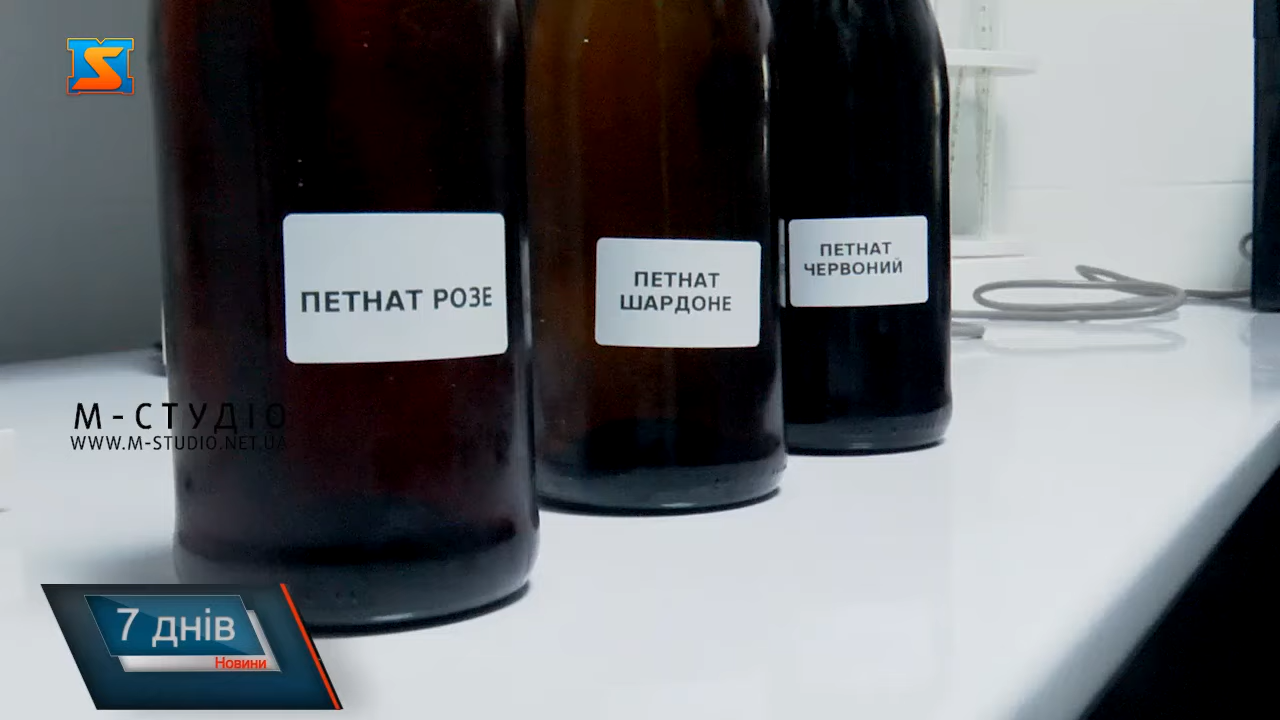 ПЕТНАТ РОЗЕ
ПЕТНАТ
ШАРДОНЕ
ПЕТНАТ
ЧЕРВОНИЙ
М-СТУДІО
WWW.M-STUDIO.NET.UA
7 днів
Новини